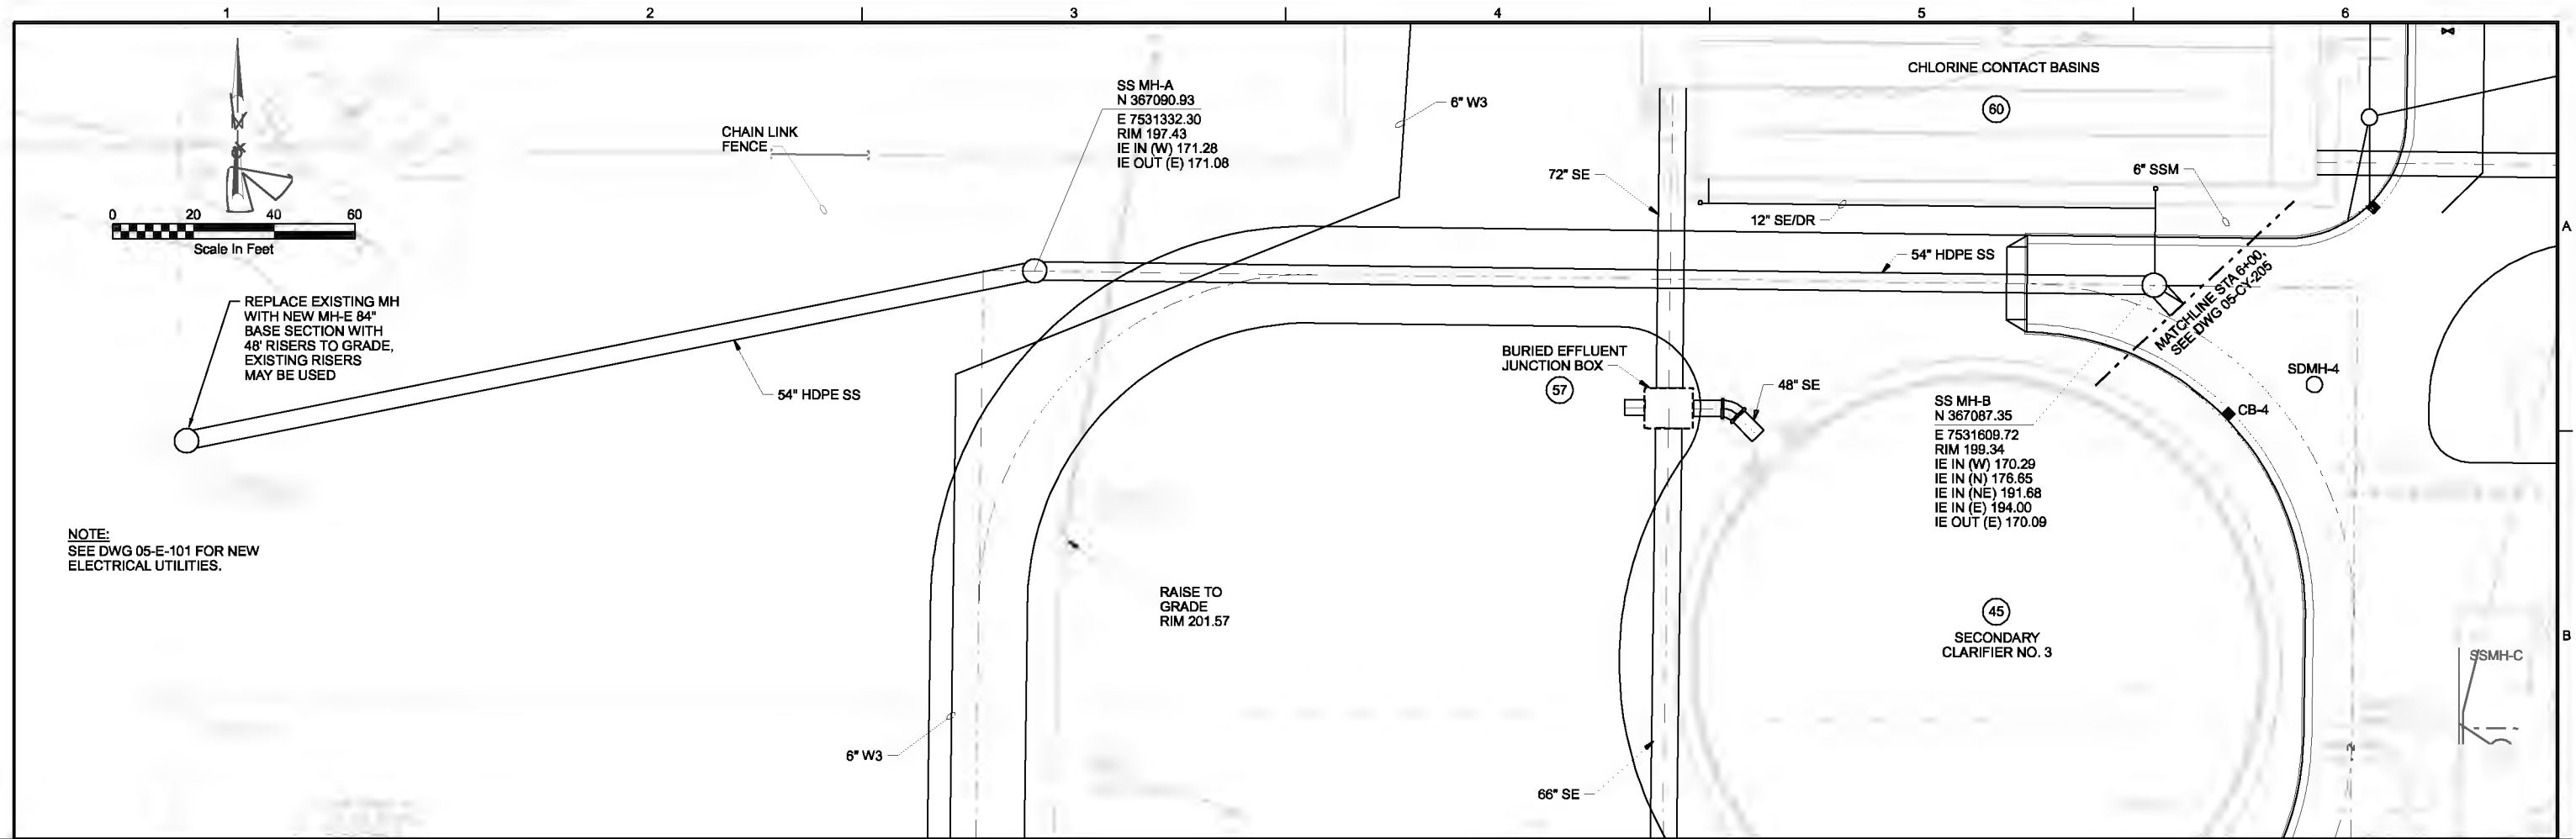 1
2
3
4
5
6
0
20
40
60
Scale In Feet
CHAIN LINK
FENCE
SS MH-A
N 367090.93
E 7531332.30
RIM 197.43
IE IN (W) 171.28
IE OUT (E) 171.08
6" W3
CHLORINE CONTACT BASINS
60
72" SE
12" SE/DR
6" SSM
54" HDPE SS
MATCHLINE STA 6+00,
SEE DWG 05-CY-205
A
REPLACE EXISTING MH
WITH NEW MH-E 84"
BASE SECTION WITH
48' RISERS TO GRADE,
EXISTING RISERS
MAY BE USED
54" HDPE SS
BURIED EFFLUENT
JUNCTION BOX
57
48" SE
SDMH-4
CB-4
SS MH-B
N 367087.35
E 7531609.72
RIM 199.34
IE IN (W) 170.29
IE IN (N) 176.65
IE IN (NE) 191.68
IE IN (E) 194.00
IE OUT (E) 170.09
NOTE:
SEE DWG 05-E-101 FOR NEW
ELECTRICAL UTILITIES.
RAISE TO
GRADE
RIM 201.57
45
SECONDARY
CLARIFIER NO. 3
B
SSMH-C
6" W3
66" SE